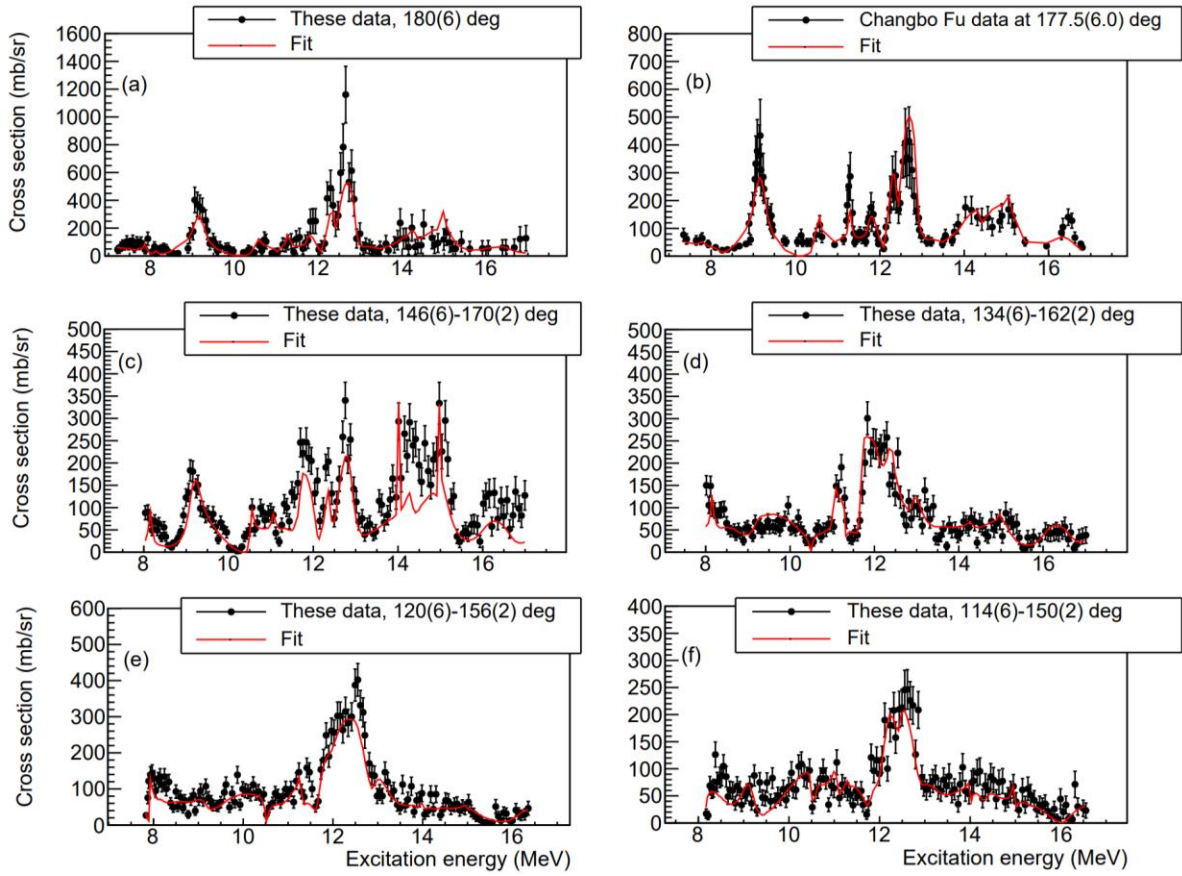 These data, 180(6) deg
Fit
Changbo Fu data at 177.5(6.0) deg
Fit
Cross section (mb/sr)
1600
1400
1200
1000
800
600
400
200
0
(a)
8 10 12 14 16
800
700
600
500
400
300
200
100
0
(b)
8 10 12 14 16
These data, 146(6)-170(2) deg
Fit
These data, 134(6)-162(2) deg
Fit
Cross section (mb/sr)
500
450
400
350
300
250
200
150
100
50
0
(c)
8 10 12 14 16
500
450
400
350
300
250
200
150
100
50
0
(d)
8 10 12 14 16
These data, 120(6)-156(2) deg
Fit
These data, 114(6)-150(2) deg
Fit
Cross section (mb/sr)
600
500
400
300
200
100
0
(e)
8 10 12 14 16
Excitation energy (MeV)
400
350
300
250
200
150
100
50
0
(f)
8 10 12 14 16
Excitation energy (MeV)